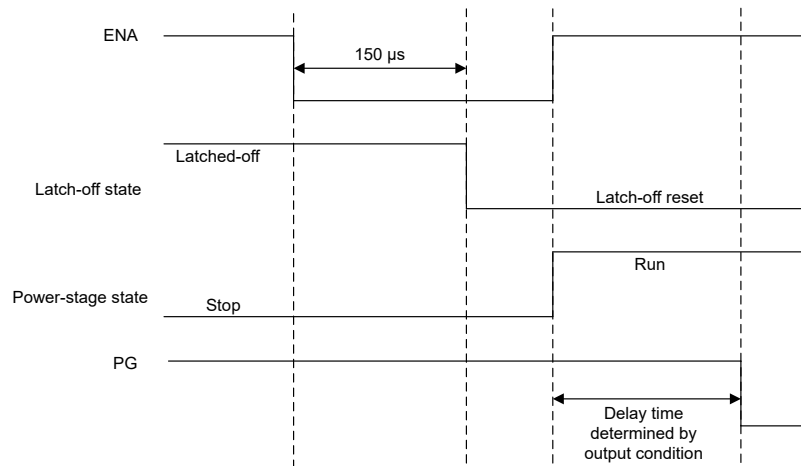 ENA
150 µs
Latched-off
Latch-off state
Latch-off reset
Run
Power-stage state
Stop
PG
Delay time
determined by
output condition